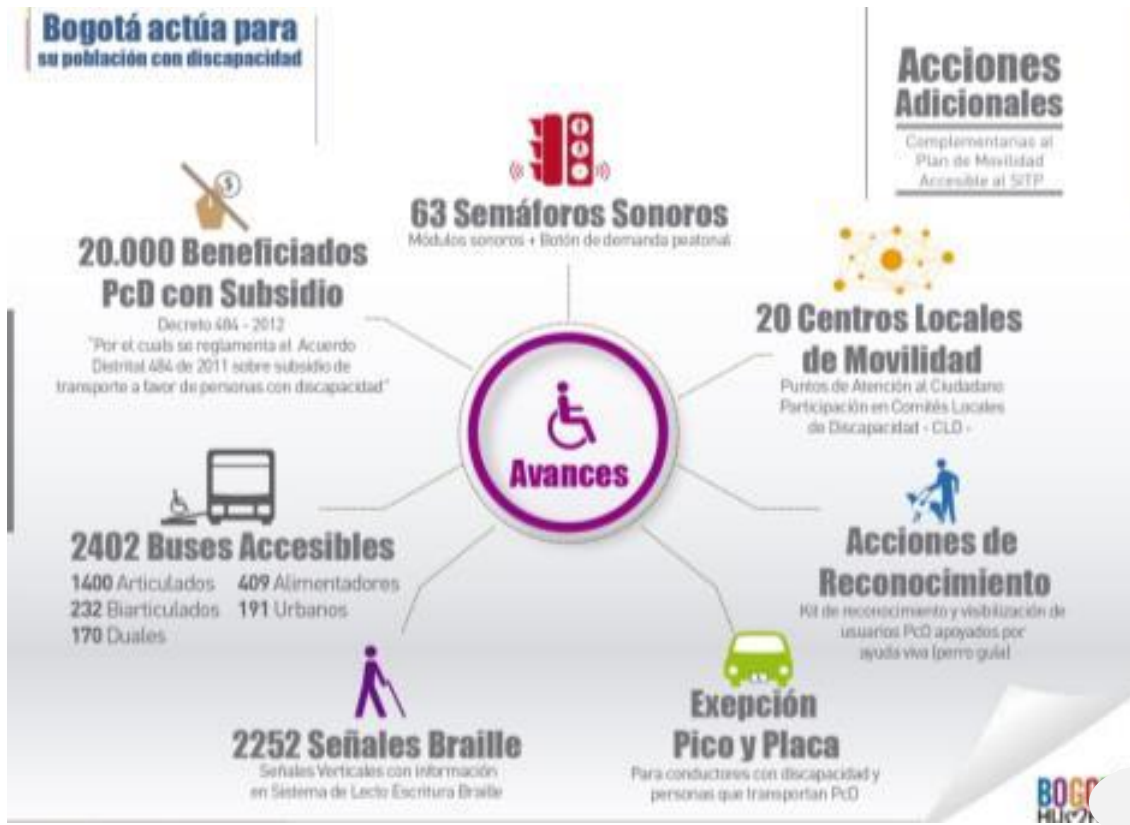 Bogotá actúa para
su población con discapacidad
Acciones
Adicionales
Complementarias al
Plan de Movilidad
Accesible al SITP
63 Semáforos Sonoros
Módulos sonoros + Botón de demanda peatonal
20.000 Beneficiados
PcD con Subsidio
Decreto 484 - 2012
"Por el cuals se reglamenta el Acuerdo
Distrital 484 de 2011 sobre subsidio de
transporte a favor de personas con discapacidad"
20 Centros Locales
de Movilidad
Puntos de Atención al Ciudadano
Participación en Comités Locales
de Discapacidad - CLD -
Avances
2402 Buses Accesibles
1400 Articulados 409 Alimentadores
232 Biarticulados 191 Urbanos
170 Duales
Acciones de
Reconocimiento
Kit de reconocimiento y visibilización de
usuarios PcD apoyados por
ayuda viva (perro guía)
2252 Señales Braille
Señales Verticales con información
en Sistema de Lecto Escritura Braille
Exepción
Pico y Placa
Para conductores con discapacidad y
personas que transportan PcD